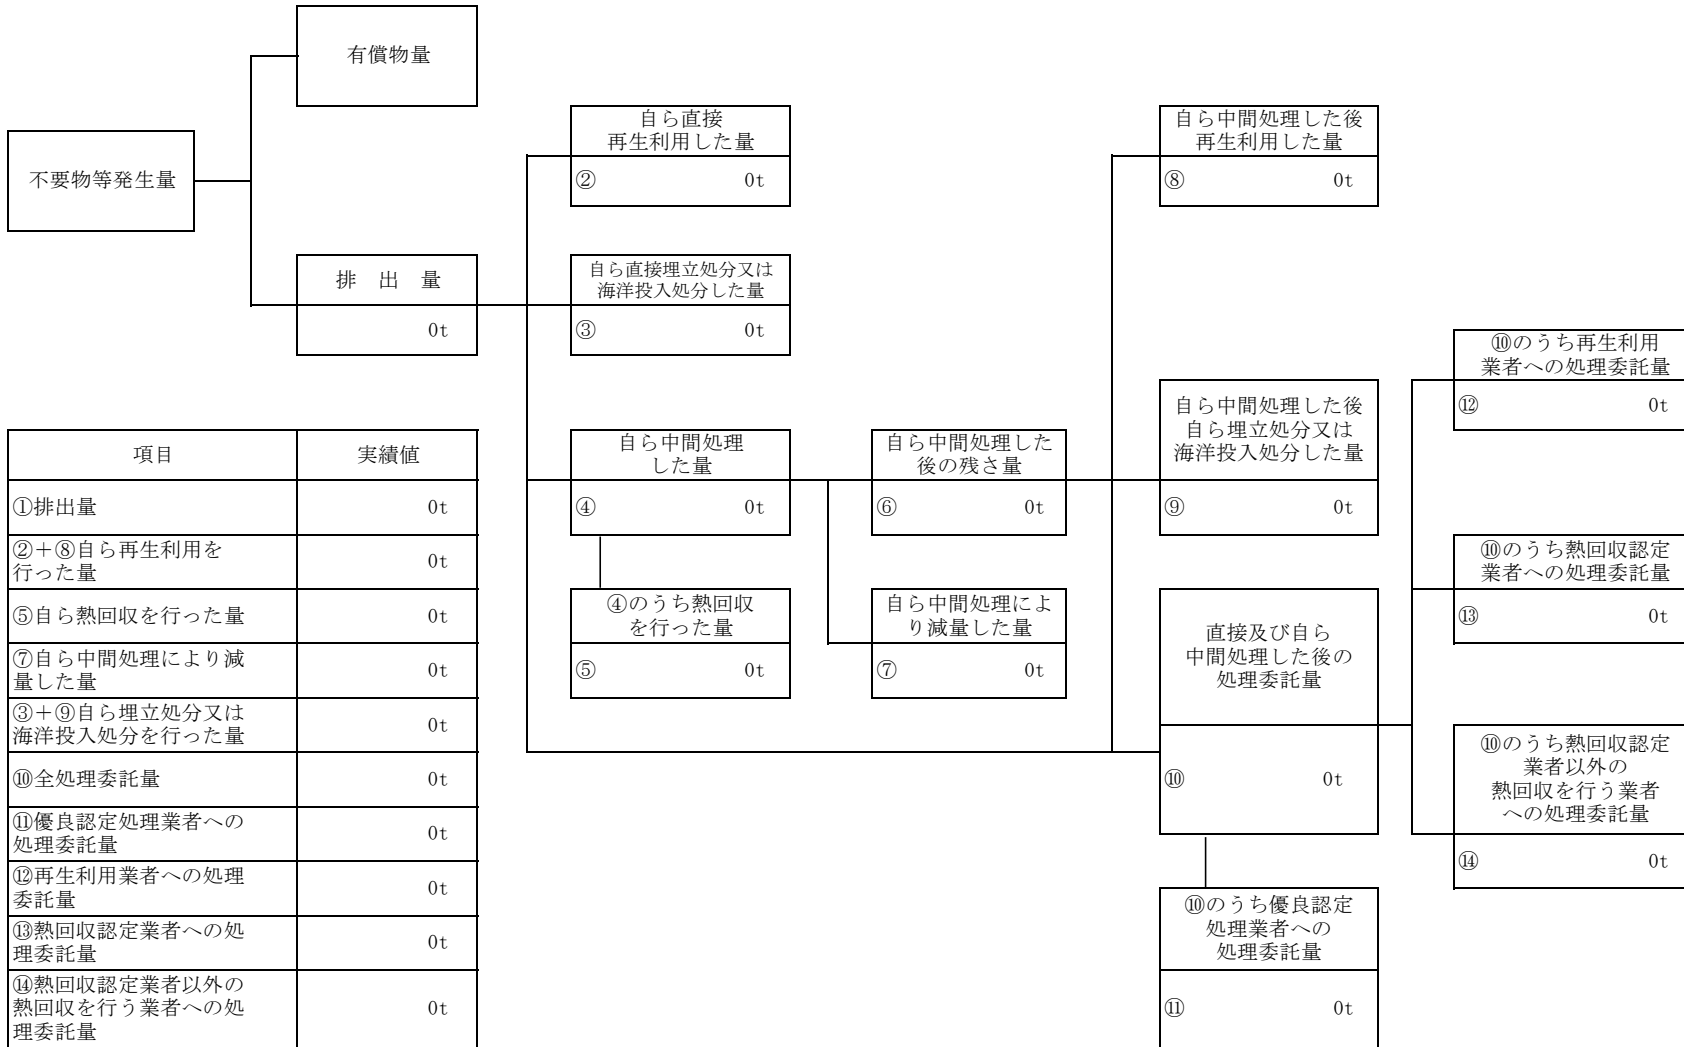 有償物量
不要物等発生量
排 出 量
0t
自ら直接
再生利用した量
② 0t
自ら直接埋立処分又は
海洋投入処分した量
③ 0t
自ら中間処理
した量
④ 0t
④のうち熱回収
を行った量
⑤ 0t
自ら中間処理した
後の残さ量
⑥ 0t
自ら中間処理によ
り減量した量
⑦ 0t
自ら中間処理した後
再生利用した量
⑧ 0t
自ら中間処理した後
自ら埋立処分又は
海洋投入処分した量
⑨ 0t
直接及び自ら
中間処理した後の
処理委託量
⑩ 0t
⑩のうち優良認定
処理業者への
処理委託量
⑪ 0t
⑩のうち再生利用
業者への処理委託量
⑫ 0t
⑩のうち熱回収認定
業者への処理委託量
⑬ 0t
⑩のうち熱回収認定
業者以外の
熱回収を行う業者
への処理委託量
⑭ 0t
項目 実績値
①排出量 0t
②＋⑧自ら再生利用を
行った量 0t
⑤自ら熱回収を行った量 0t
⑦自ら中間処理により減
量した量 0t
③＋⑨自ら埋立処分又は
海洋投入処分を行った量 0t
⑩全処理委託量 0t
⑪優良認定処理業者への
処理委託量 0t
⑫再生利用業者への処理
委託量 0t
⑬熱回収認定業者への処
理委託量 0t
⑭熱回収認定業者以外の
熱回収を行う業者への処
理委託量 0t